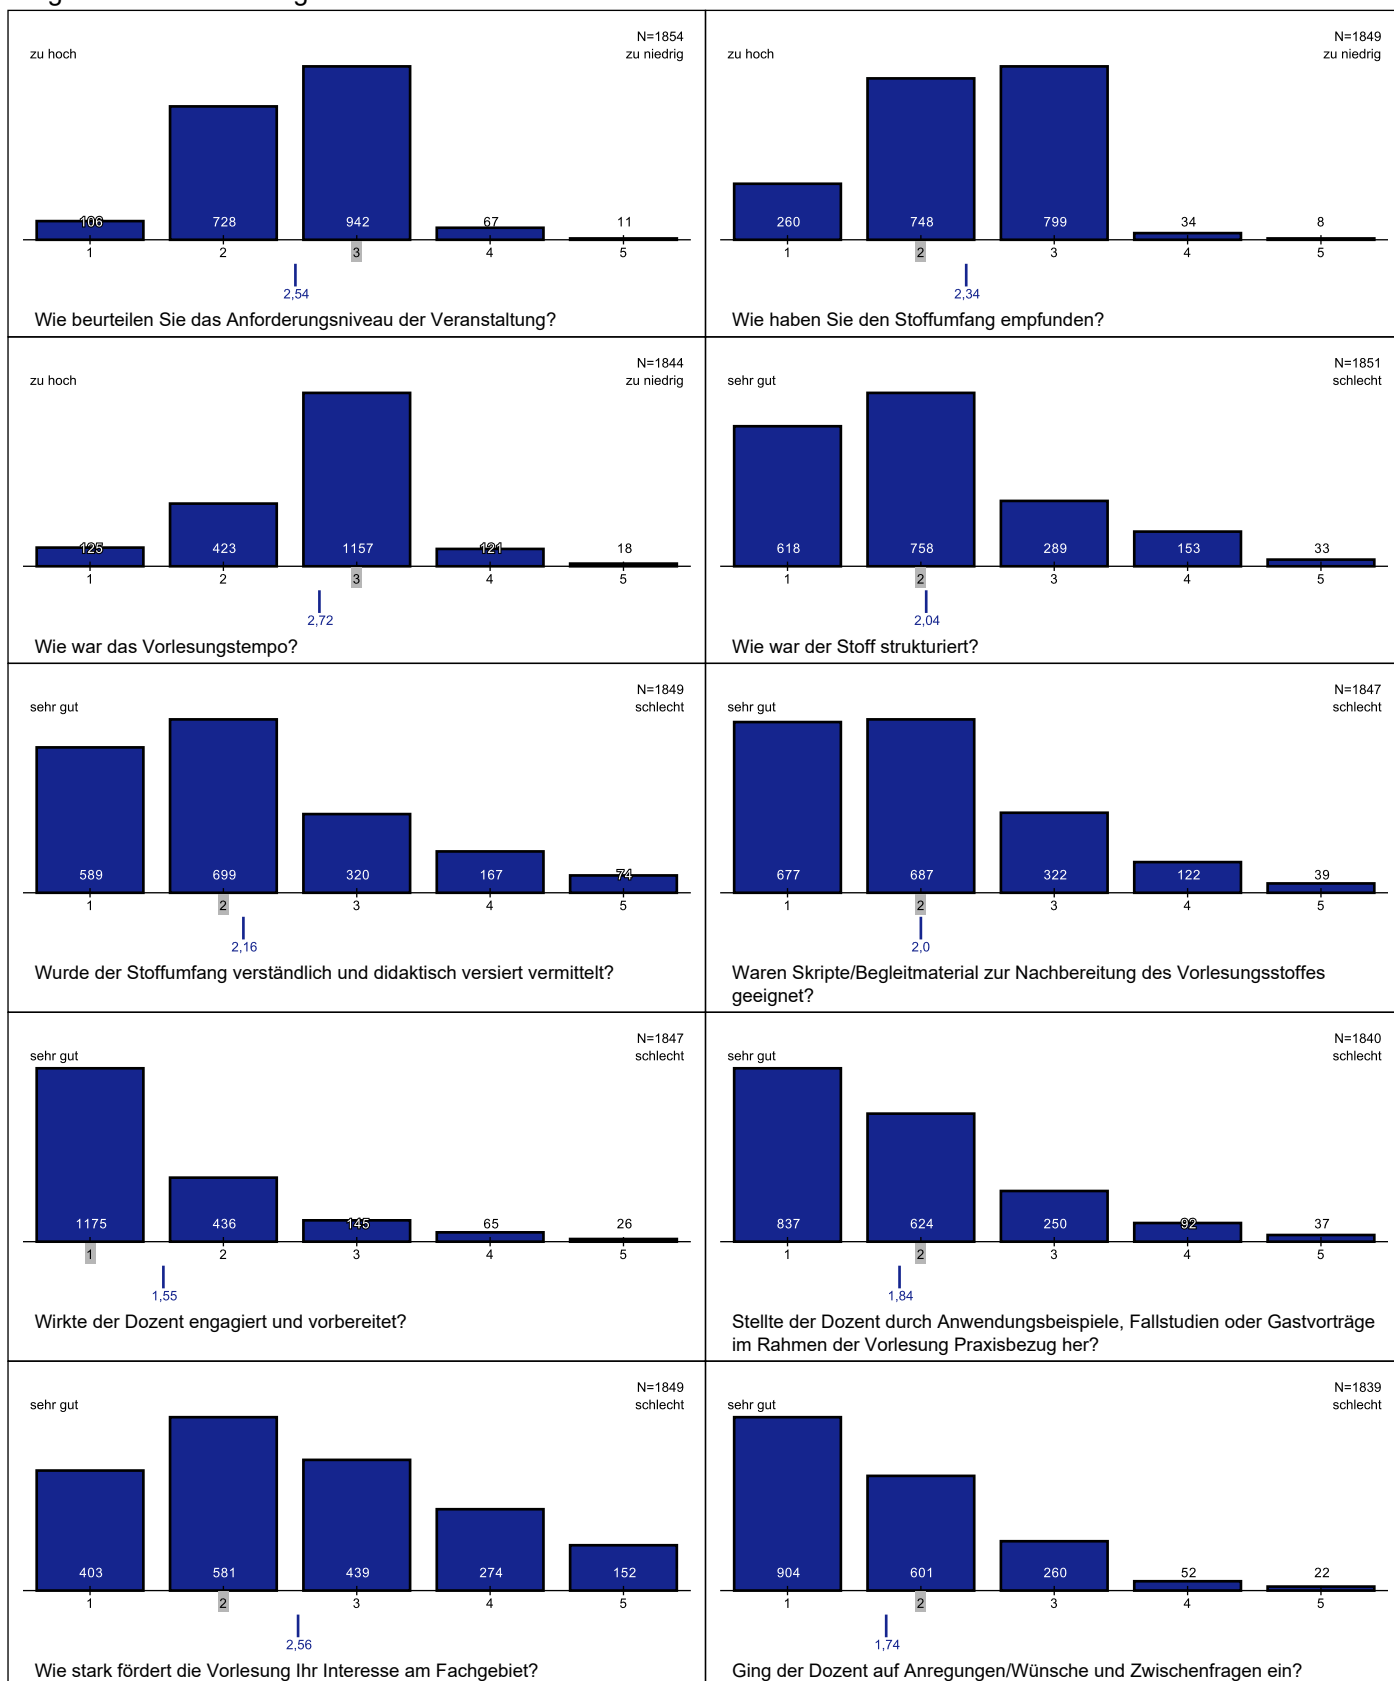 N=1854
zu hoch
zu niedrig
106 728 942 67 11
1 2 3 4 5
2,54
Wie beurteilen Sie das Anforderungsniveau der Veranstaltung?
N=1849
zu hoch
zu niedrig
260 748 799 34 8
1 2 3 4 5
2,34
Wie haben Sie den Stoffumfang empfunden?
N=1844
zu hoch
zu niedrig
125 423 1157 121 18
1 2 3 4 5
2,72
Wie war das Vorlesungstempo?
N=1851
sehr gut
schlecht
618 758 289 153 33
1 2 3 4 5
2,04
Wie war der Stoff strukturiert?
N=1849
sehr gut
schlecht
589 699 320 167 74
1 2 3 4 5
2,16
Wurde der Stoffumfang verständlich und didaktisch versiert vermittelt?
N=1847
sehr gut
schlecht
677 687 322 122 39
1 2 3 4 5
2,0
Waren Skripte/Begleitmaterial zur Nachbereitung des Vorlesungsstoffes
geeignet?
N=1847
sehr gut
schlecht
1175 436 145 65 26
1 2 3 4 5
1,55
Wirkte der Dozent engagiert und vorbereitet?
N=1840
sehr gut
schlecht
837 624 250 92 37
1 2 3 4 5
1,84
Stellte der Dozent durch Anwendungsbeispiele, Fallstudien oder Gastvorträge
im Rahmen der Vorlesung Praxisbezug her?
N=1849
sehr gut
schlecht
403 581 439 274 152
1 2 3 4 5
2,56
Wie stark fördert die Vorlesung Ihr Interesse am Fachgebiet?
N=1839
sehr gut
schlecht
904 601 260 52 22
1 2 3 4 5
1,74
Ging der Dozent auf Anregungen/Wünsche und Zwischenfragen ein?